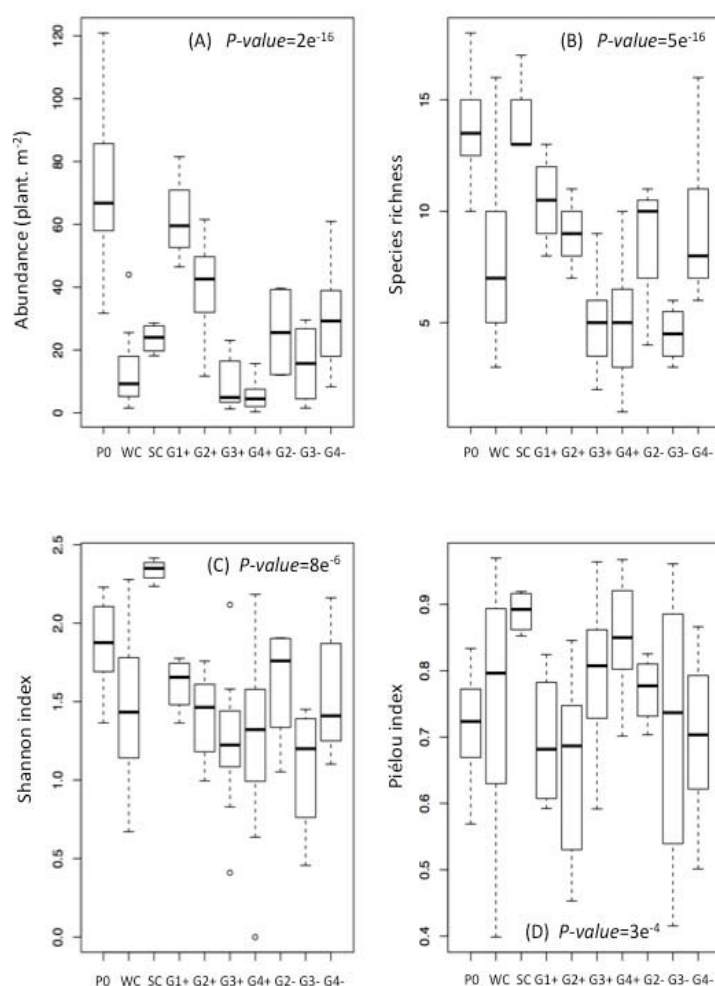 (A) P-value=2e⁻¹⁶
Abundance (plant. m⁻²)
120
100
80
60
40
20
0
P0 WC SC G1+ G2+ G3+ G4+ G2- G3- G4-
(B) P-value=5e⁻¹⁶
Species richness
15
10
5
P0 WC SC G1+ G2+ G3+ G4+ G2- G3- G4-
(C) P-value=8e⁻⁶
Shannon index
2.5
2.0
1.5
1.0
0.5
0.0
P0 WC SC G1+ G2+ G3+ G4+ G2- G3- G4-
Piélou index
0.9
0.8
0.7
0.6
0.5
0.4
(D) P-value=3e⁻⁴
P0 WC SC G1+ G2+ G3+ G4+ G2- G3- G4-